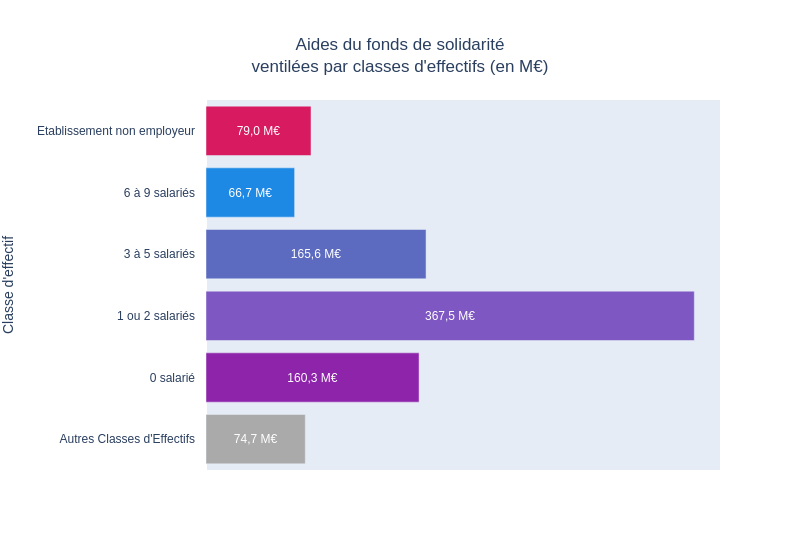 Aides du fonds de solidarité
ventilées par classes d'effectifs (en M€)
Classe d'effectif
Etablissement non employeur
79,0 M€
6 à 9 salariés
66,7 M€
3 à 5 salariés
165,6 M€
1 ou 2 salariés
367,5 M€
0 salarié
160,3 M€
Autres Classes d'Effectifs
74,7 M€